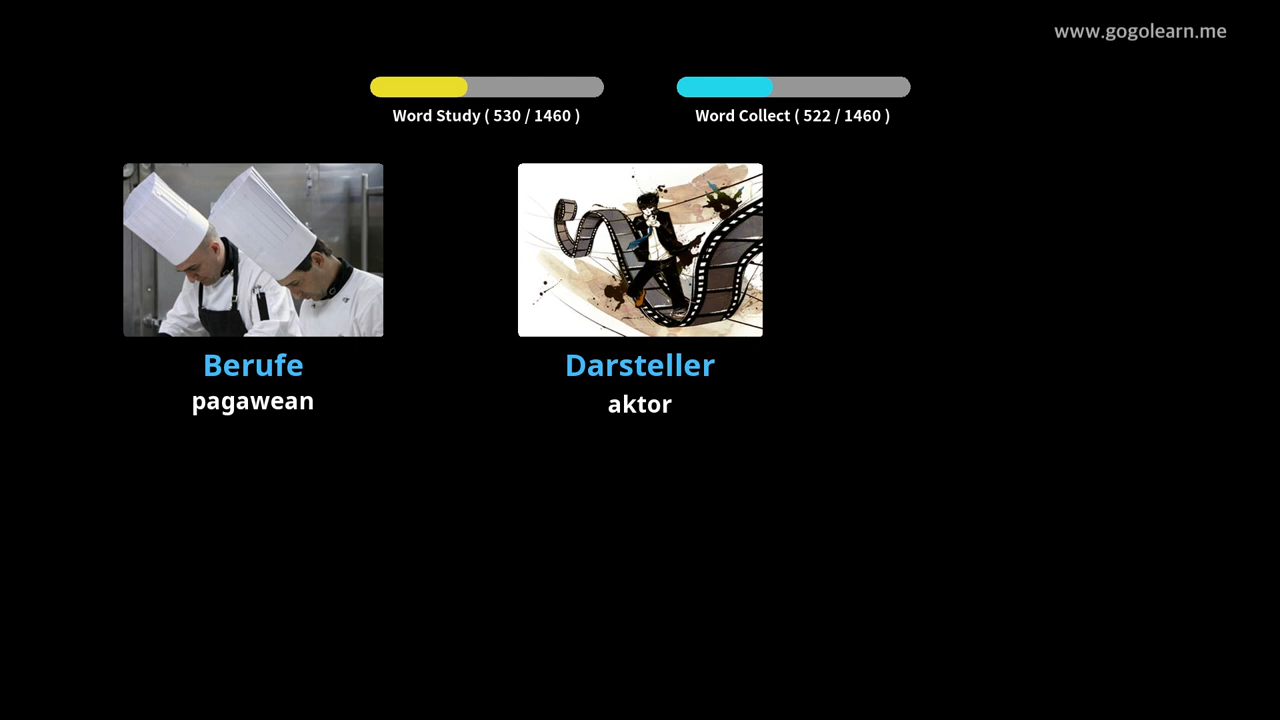 www.gogolearn.me
Word Study ( 530 / 1460 )
Word Collect ( 522 / 1460 )
Berufe
pagawean
Darsteller
aktor